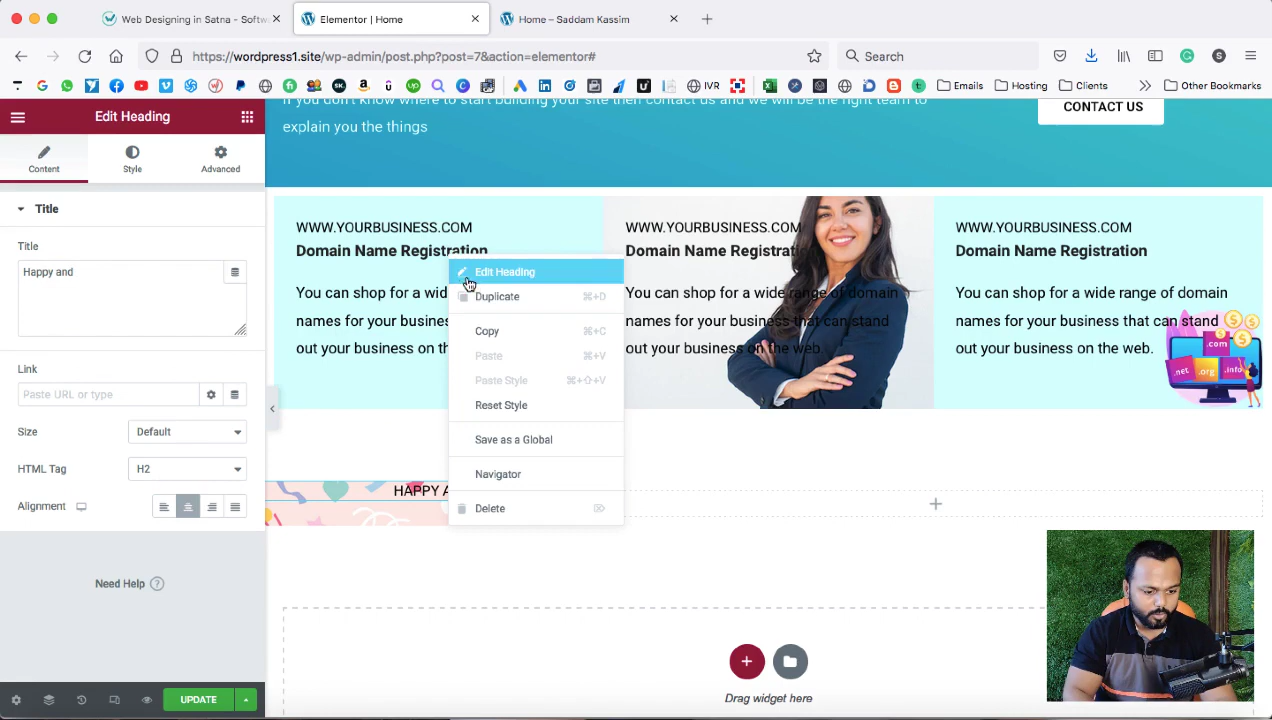 Web Designing in Satna - Softw
Elementor | Home
Home – Saddam Kassim
https://wordpress1.site/wp-admin/post.php?post=7&action=elementor#
Search
IVR
Emails
Hosting
Clients
Other Bookmarks
Edit Heading
Content
Style
Advanced
Title
Title
Happy and
Link
Paste URL or type
Size
Default
HTML Tag
H2
Alignment
Need Help
UPDATE
If you don't know where to start building your site then contact us and we will be the right team to
explain you the things
CONTACT US
WWW.YOURBUSINESS.COM
Domain Name Registration
You can shop for a wid
names for your busines
out your business on th
WWW.YOURBUSINESS.COM
Domain Name Registratio
You can shop for a wide range of domain
names for your business that can stand
out your business on the web.
WWW.YOURBUSINESS.COM
Domain Name Registration
You can shop for a wide range of domain
names for your business that can stand
out your business on the web.
.com
.net
.org
.info
Edit Heading
Duplicate ⌘+D
Copy ⌘+C
Paste ⌘+V
Paste Style ⌘+⇧+V
Reset Style
Save as a Global
Navigator
Delete
HAPPY A
Drag widget here